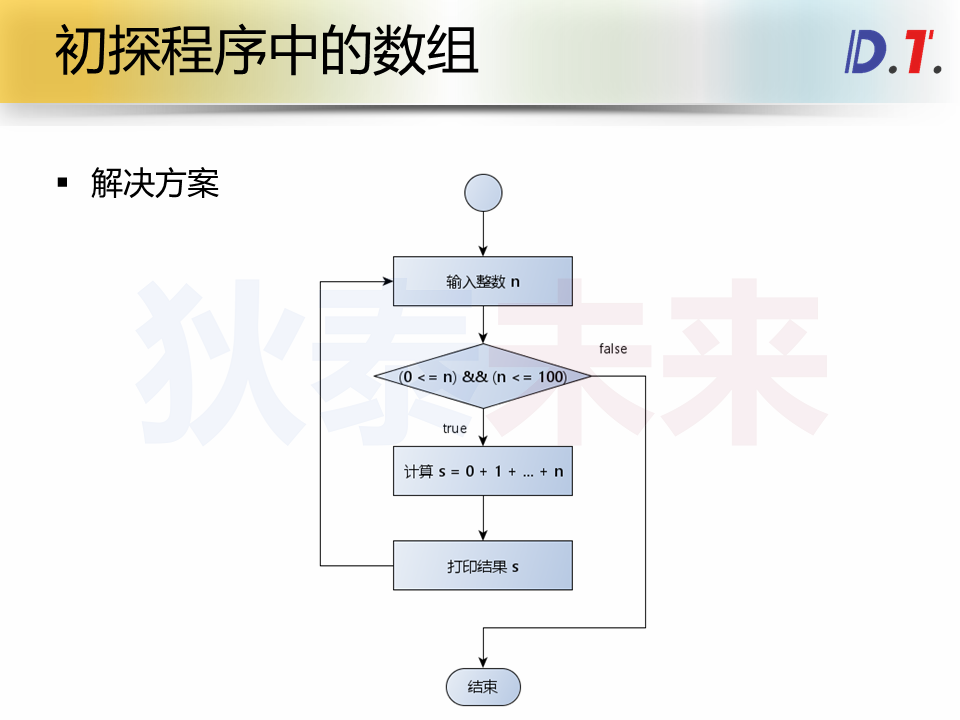 初探程序中的数组
D.T.
▪ 解决方案
输入整数 n
false
(0 <= n) && (n <= 100)
true
计算 s = 0 + 1 + ... + n
打印结果 s
结束
狄泰未来